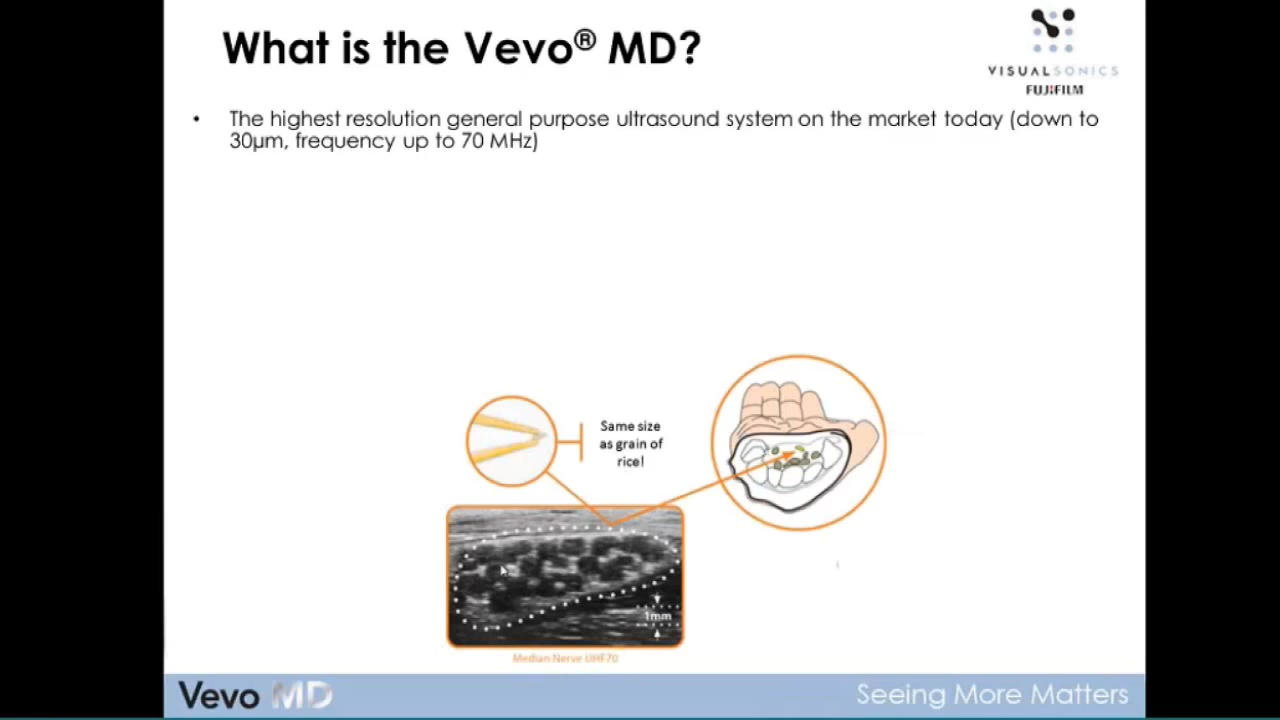 What is the Vevo® MD?
VISUALSONICS
FUJIFILM
• The highest resolution general purpose ultrasound system on the market today (down to
30µm, frequency up to 70 MHz)
Same size
as grain of
rice!
1mm
Median Nerve UHF70
Vevo MD
Seeing More Matters